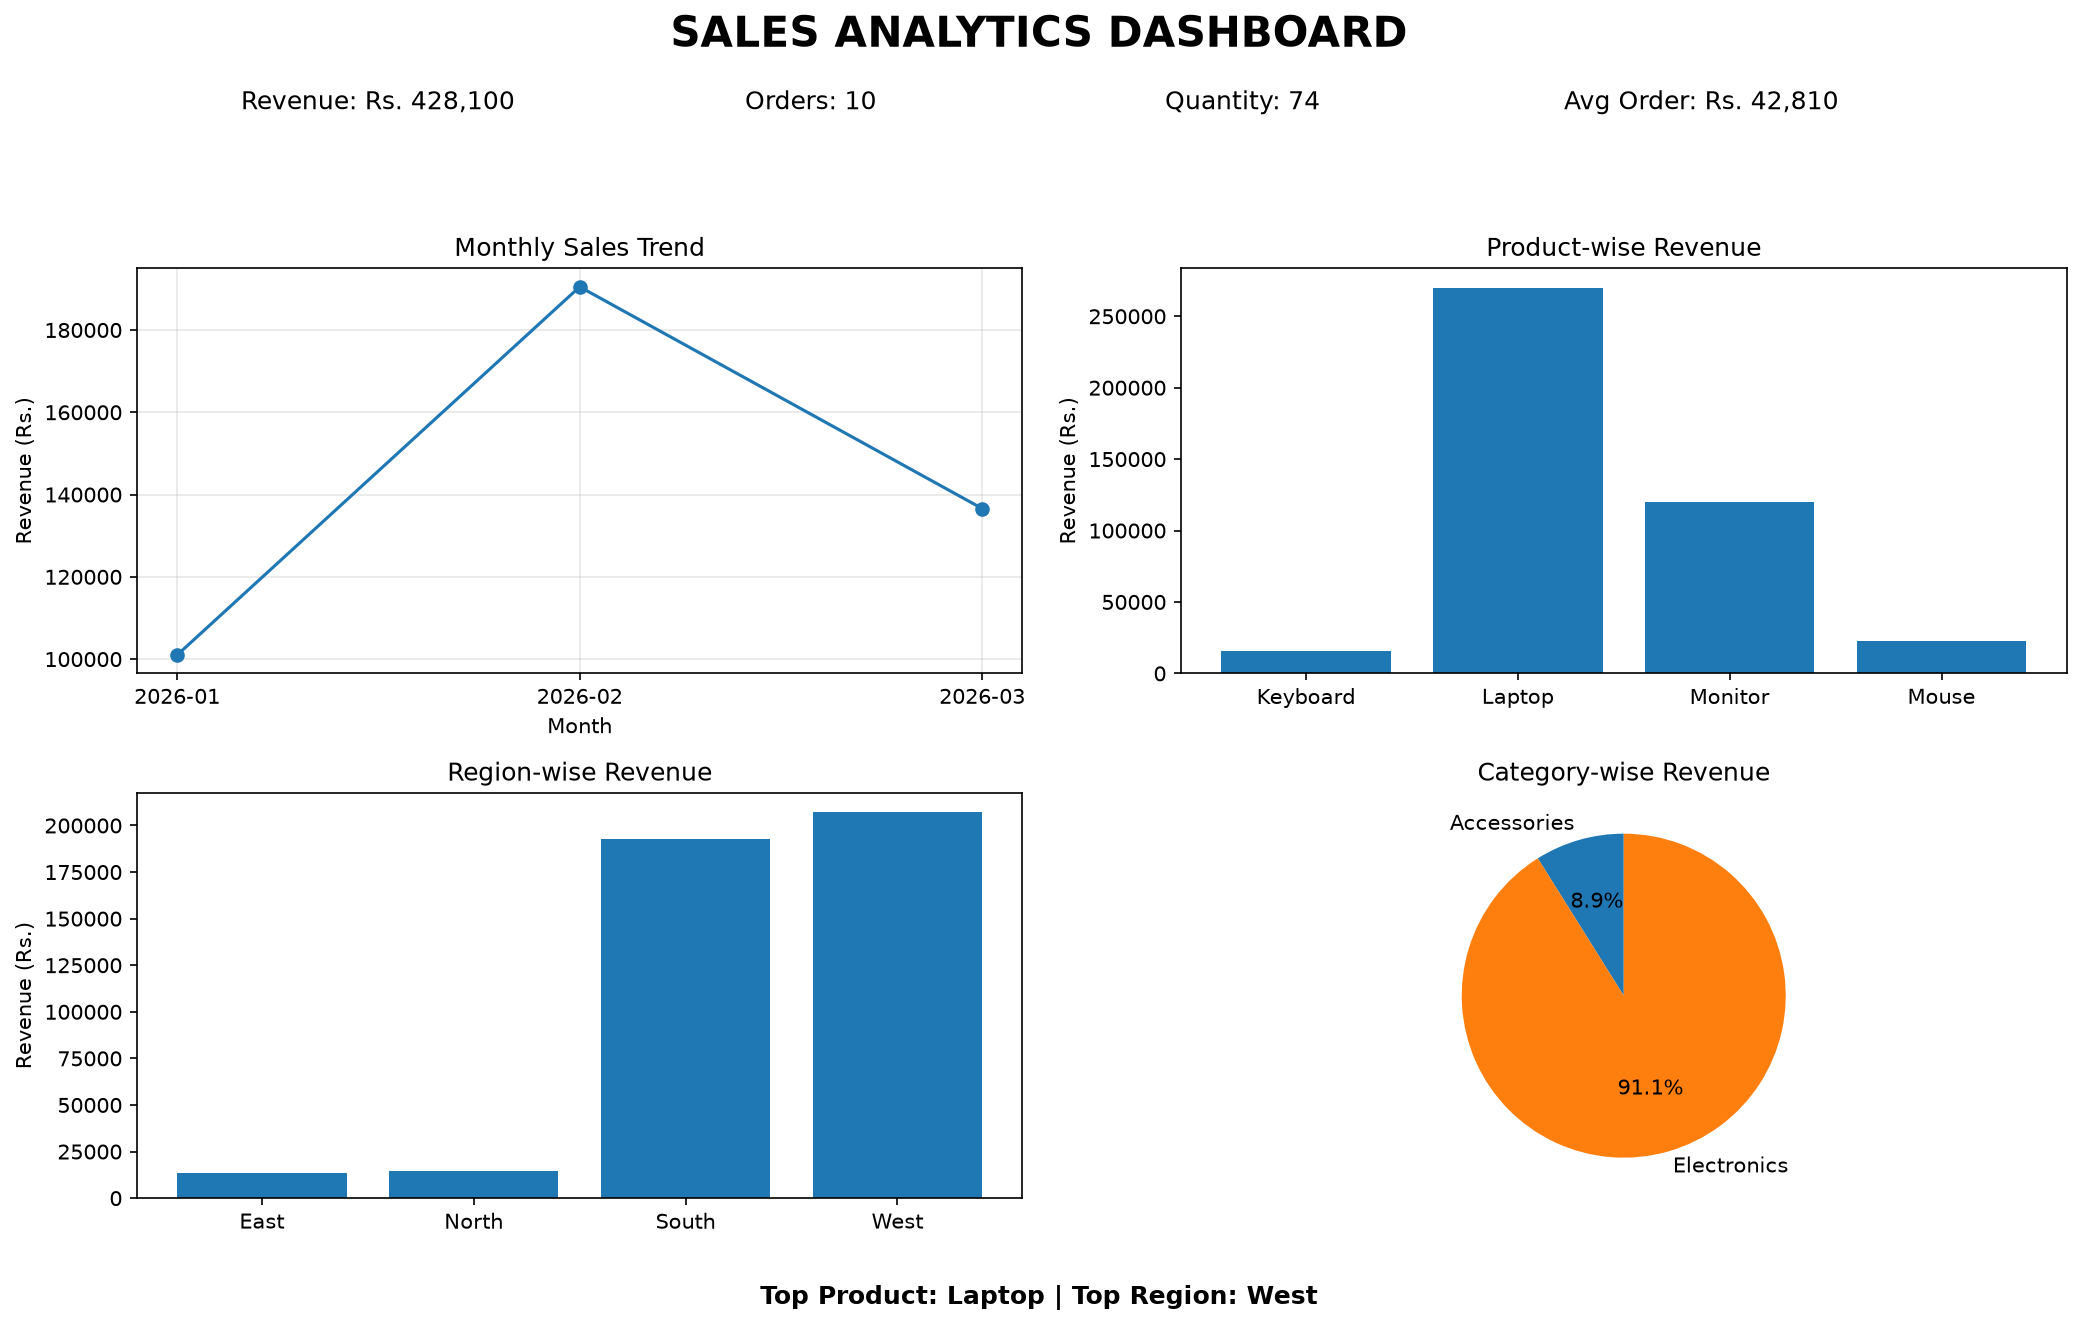 SALES ANALYTICS DASHBOARD
Revenue: Rs. 428,100 Orders: 10 Quantity: 74 Avg Order: Rs. 42,810
Monthly Sales Trend
Revenue (Rs.)
180000
160000
140000
120000
100000
2026-01 2026-02 2026-03
Month
Product-wise Revenue
Revenue (Rs.)
250000
200000
150000
100000
50000
0
Keyboard Laptop Monitor Mouse
Region-wise Revenue
Revenue (Rs.)
200000
175000
150000
125000
100000
75000
50000
25000
0
East North South West
Category-wise Revenue
Accessories
8.9%
91.1%
Electronics
Top Product: Laptop | Top Region: West